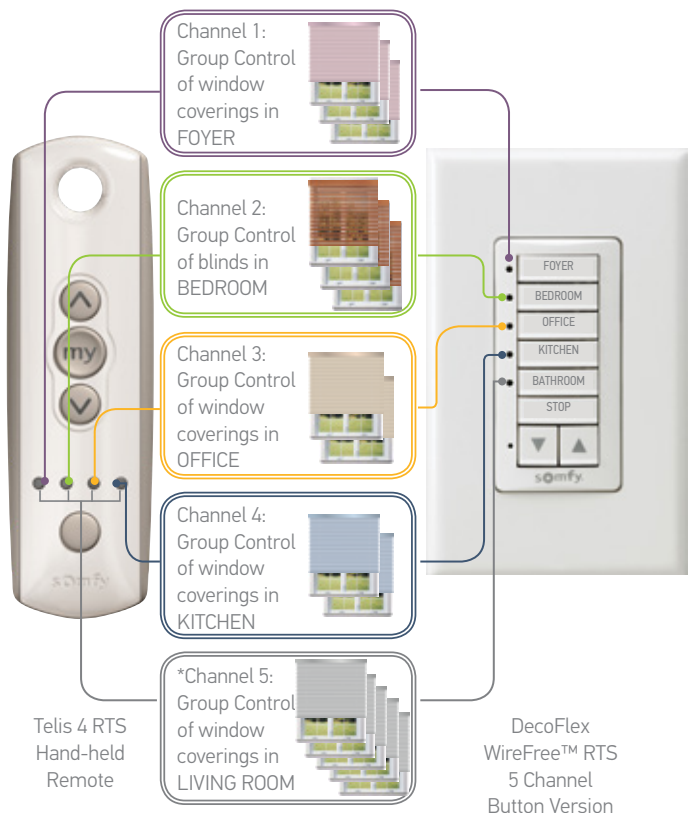 Channel 1:
Group Control
of window
coverings in
FOYER
Channel 2:
Group Control
of blinds in
BEDROOM
Channel 3:
Group Control
of window
coverings in
OFFICE
Channel 4:
Group Control
of window
coverings in
KITCHEN
*Channel 5:
Group Control
of window
coverings in
LIVING ROOM
my
somfy
Telis 4 RTS
Hand-held
Remote
FOYER
BEDROOM
OFFICE
KITCHEN
BATHROOM
STOP
somfy.
DecoFlex
WireFree™ RTS
5 Channel
Button Version